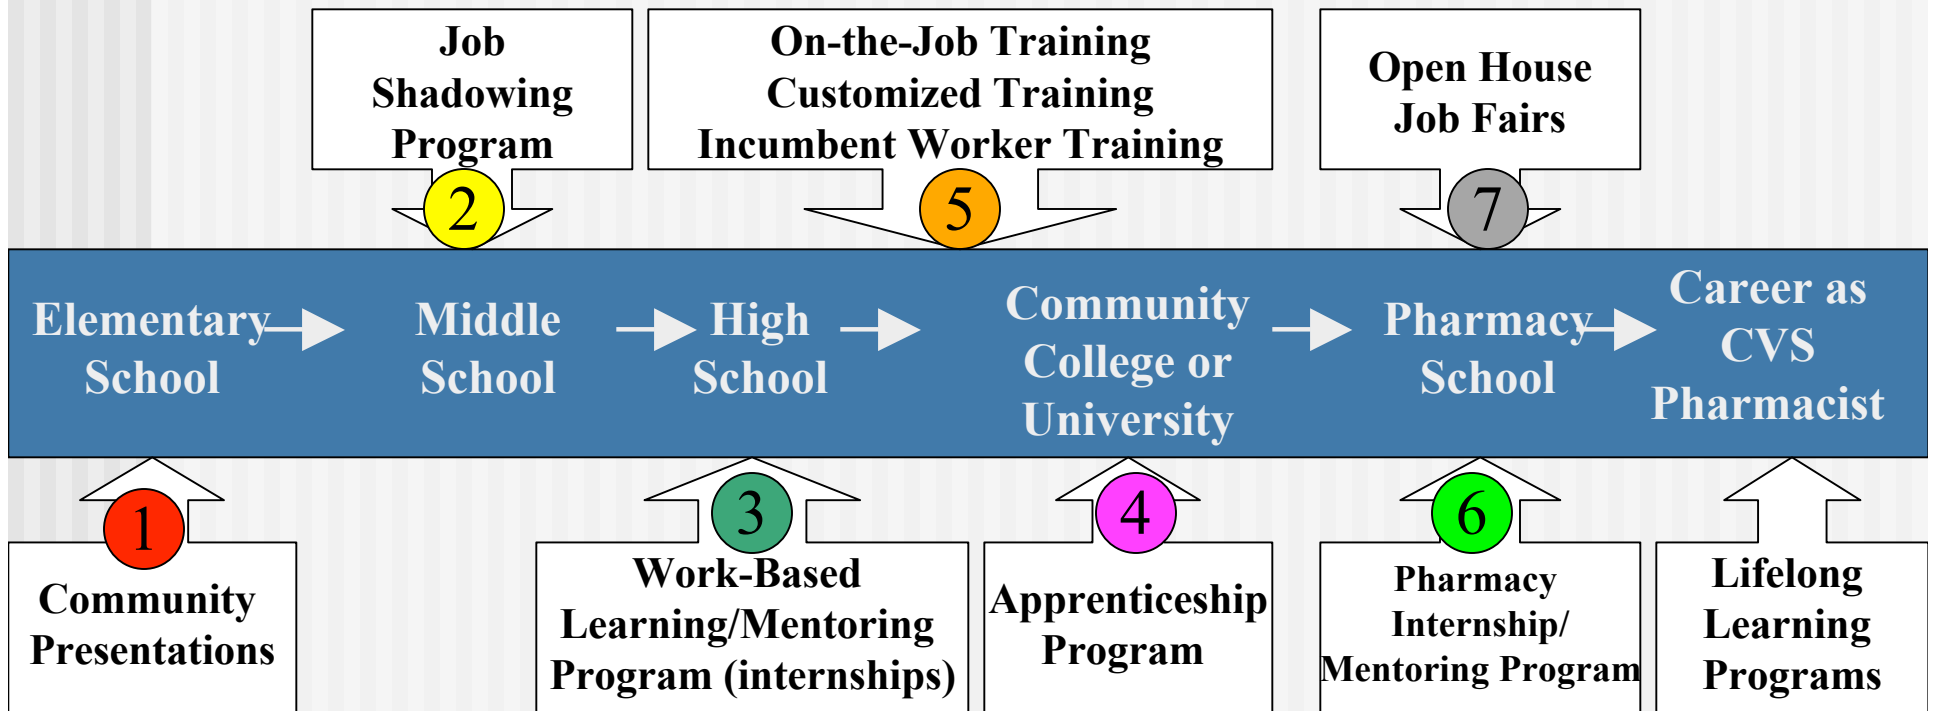 Job
Shadowing
Program
2
On-the-Job Training
Customized Training
Incumbent Worker Training
5
Open House
Job Fairs
7
Elementary
School
Middle
School
High
School
Community
College or
University
Pharmacy
School
Career as
CVS
Pharmacist
1
Community
Presentations
3
Work-Based
Learning/Mentoring
Program (internships)
4
Apprenticeship
Program
6
Pharmacy
Internship/
Mentoring Program
Lifelong
Learning
Programs